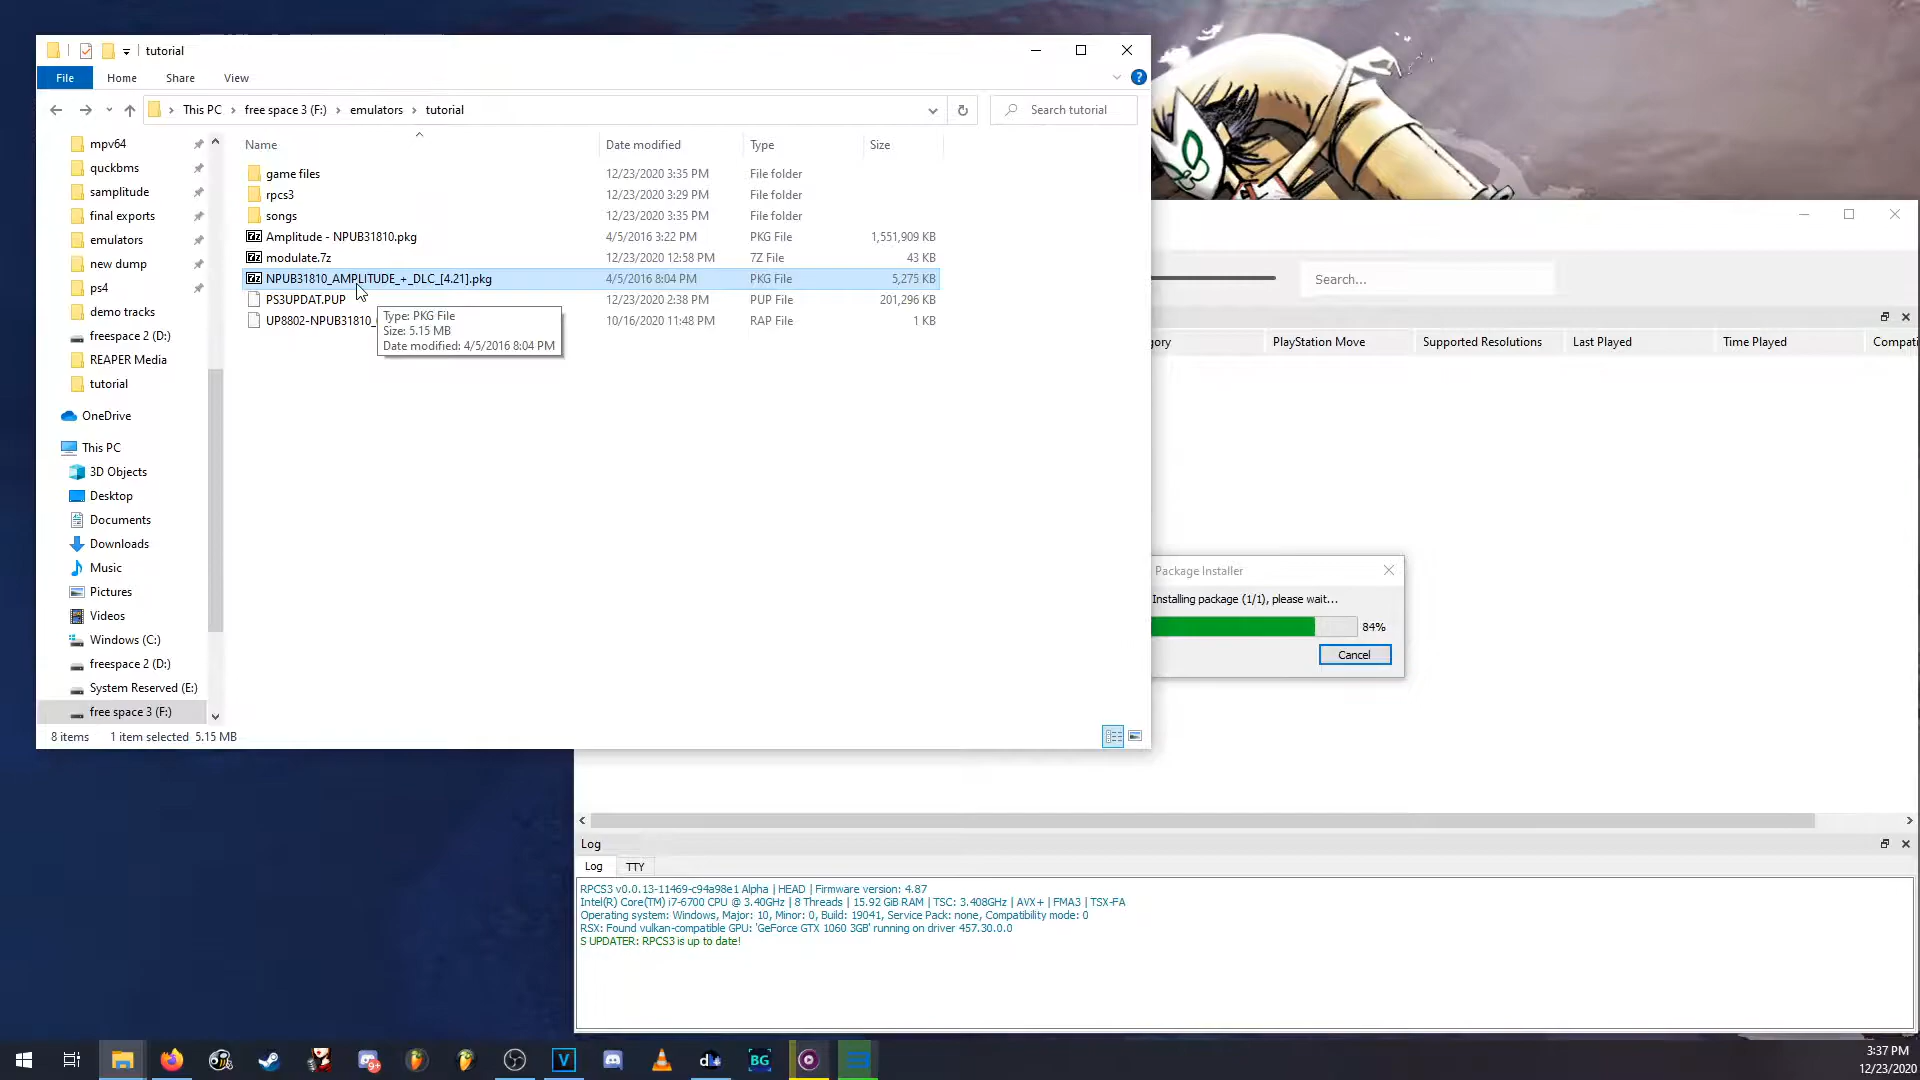 tutorial
File Home Share View
This PC free space 3 (F:) emulators tutorial Search tutorial
Name Date modified Type Size
game files 12/23/2020 3:35 PM File folder
rpcs3 12/23/2020 3:29 PM File folder
songs 12/23/2020 3:35 PM File folder
Amplitude - NPUB31810.pkg 4/5/2016 3:22 PM PKG File 1,551,909 KB
modulate.7z 12/23/2020 12:58 PM 7Z File 43 KB
NPUB31810_AMPLITUDE_+_DLC_[4.21].pkg 4/5/2016 8:04 PM PKG File 5,275 KB
PS3UPDAT.PUP 12/23/2020 2:38 PM PUP File 201,296 KB
UP8802-NPUB31810_ 10/16/2020 11:48 PM RAP File 1 KB
Type: PKG File
Size: 5.15 MB
Date modified: 4/5/2016 8:04 PM
mpv64
quckbms
samplitude
final exports
emulators
new dump
ps4
demo tracks
freespace 2 (D:)
REAPER Media
tutorial
OneDrive
This PC
3D Objects
Desktop
Documents
Downloads
Music
Pictures
Videos
Windows (C:)
freespace 2 (D:)
System Reserved (E:)
free space 3 (F:)
8 items 1 item selected 5.15 MB
Search...
gory PlayStation Move Supported Resolutions Last Played Time Played Compati
Package Installer
Installing package (1/1), please wait...
84%
Cancel
Log
Log TTY
RPCS3 v0.0.13-11469-c94a98e1 Alpha | HEAD | Firmware version: 4.87
Intel(R) Core(TM) i7-6700 CPU @ 3.40GHz | 8 Threads | 15.92 GiB RAM | TSC: 3.408GHz | AVX+ | FMA3 | TSX-FA
Operating system: Windows, Major: 10, Minor: 0, Build: 19041, Service Pack: none, Compatibility mode: 0
RSX: Found vulkan-compatible GPU: 'GeForce GTX 1060 3GB' running on driver 457.30.0.0
S UPDATER: RPCS3 is up to date!
3:37 PM
12/23/2020